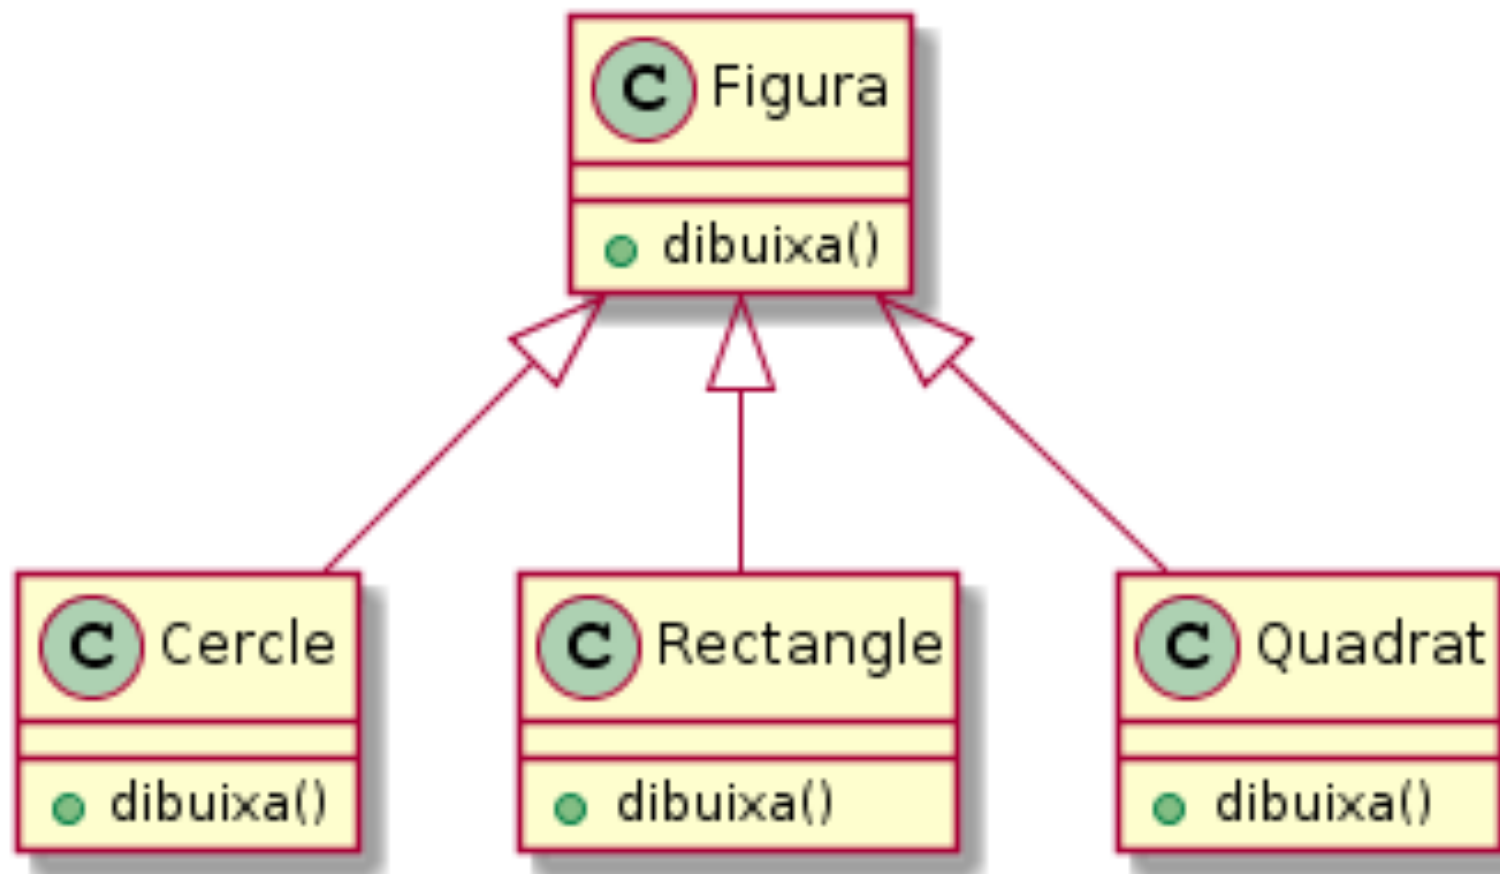 C Figura
dibuixa()
C Cercle
dibuixa()
C Rectangle
dibuixa()
C Quadrat
dibuixa()